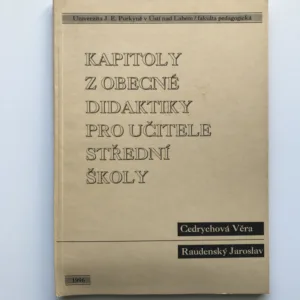 Univerzita J. E. Purkyně v Ústí nad Labem / fakulta pedagogická
KAPITOLY
Z OBECNÉ
DIDAKTIKY
PRO UČITELE
STŘEDNÍ
ŠKOLY
Cedrychová Věra
Raudenský Jaroslav
1996